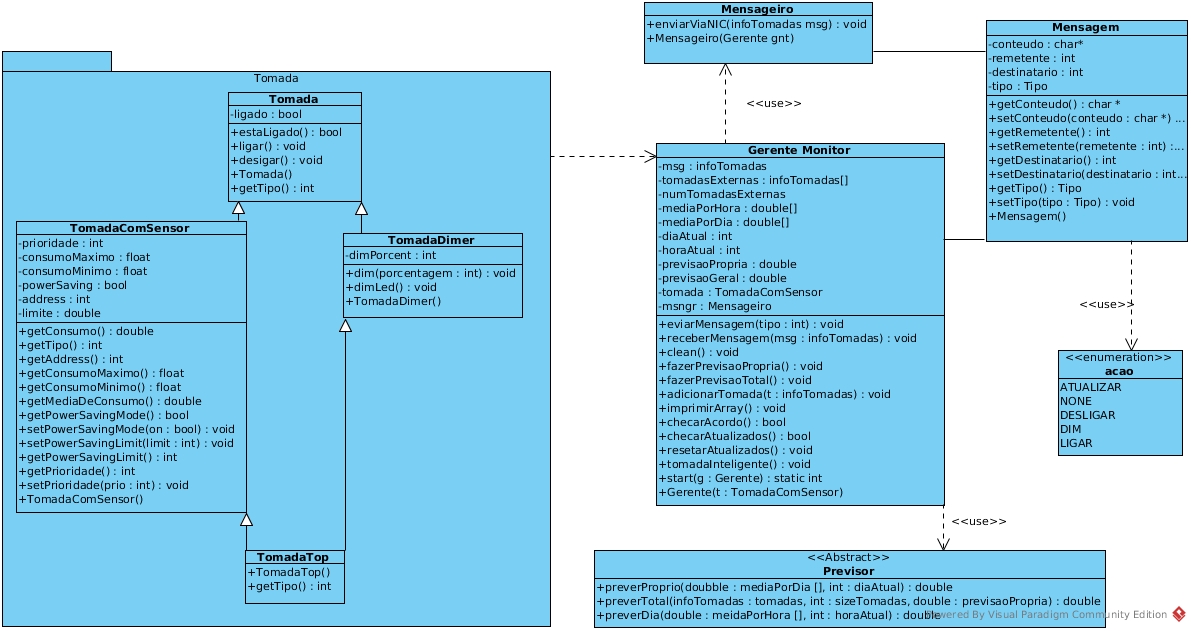 Tomada
Tomada
-ligado : bool
+estaLigado() : bool
+ligar() : void
+desigar() : void
+Tomada()
+getTipo() : int
TomadaComSensor
-prioridade : int
-consumoMaximo : float
-consumoMinimo : float
-powerSaving : bool
-address : int
-limite : double
+getConsumo() : double
+getTipo() : int
+getAddress() : int
+getConsumoMaximo() : float
+getConsumoMinimo() : float
+getMediaDeConsumo() : double
+getPowerSavingMode() : bool
+setPowerSavingMode(on : bool) : void
+setPowerSavingLimit(limit : int) : void
+getPowerSavingLimit() : int
+getPrioridade() : int
+setPrioridade(prio : int) : void
+TomadaComSensor()
TomadaDimer
-dimPorcent : int
+dim(porcentagem : int) : void
+dimLed() : void
+TomadaDimer()
TomadaTop
+TomadaTop()
+getTipo() : int
Mensageiro
+enviarViaNIC(infoTomadas msg) : void
+Mensageiro(Gerente gnt)
<<use>>
Mensagem
-conteudo : char*
-remetente : int
-destinatario : int
-tipo : Tipo
+getConteudo() : char *
+setConteudo(conteudo : char *) ...
+getRemetente() : int
+setRemetente(remetente : int) :...
+getDestinatario() : int
+setDestinatario(destinatario : int...
+getTipo() : Tipo
+setTipo(tipo : Tipo) : void
+Mensagem()
Gerente Monitor
-msg : infoTomadas
-tomadasExternas : infoTomadas[]
-numTomadasExternas
-mediaPorHora : double[]
-mediaPorDia : double[]
-diaAtual : int
-horaAtual : int
-previsaoPropria : double
-previsaoGeral : double
-tomada : TomadaComSensor
-msngr : Mensageiro
+eviarMensagem(tipo : int) : void
+receberMensagem(msg : infoTomadas) : void
+clean() : void
+fazerPrevisaoPropria() : void
+fazerPrevisaoTotal() : void
+adicionarTomada(t : infoTomadas) : void
+imprimirArray() : void
+checarAcordo() : bool
+checarAtualizados() : bool
+resetarAtualizados() : void
+tomadaInteligente() : void
+start(g : Gerente) : static int
+Gerente(t : TomadaComSensor)
<<use>>
<<enumeration>>
acao
ATUALIZAR
NONE
DESLIGAR
DIM
LIGAR
<<use>>
<<Abstract>>
Previsor
+preverProprio(doubble : mediaPorDia [], int : diaAtual) : double
+preverTotal(infoTomadas : tomadas, int : sizeTomadas, double : previsaoPropria) : double
+preverDia(double : meidaPorHora [], int : horaAtual) : double
Powered By Visual Paradigm Community Edition